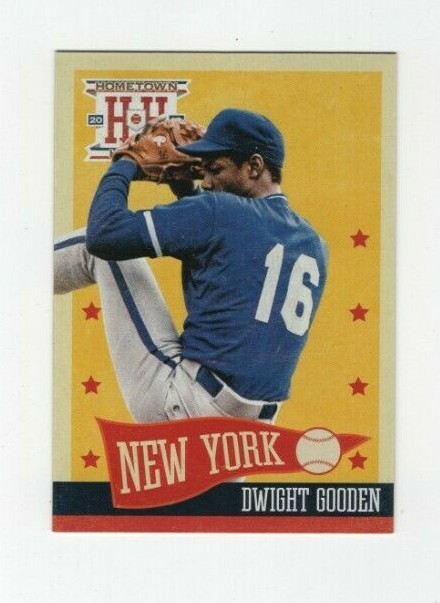 HOMETOWN
20
H H
16
NEW YORK
DWIGHT GOODEN